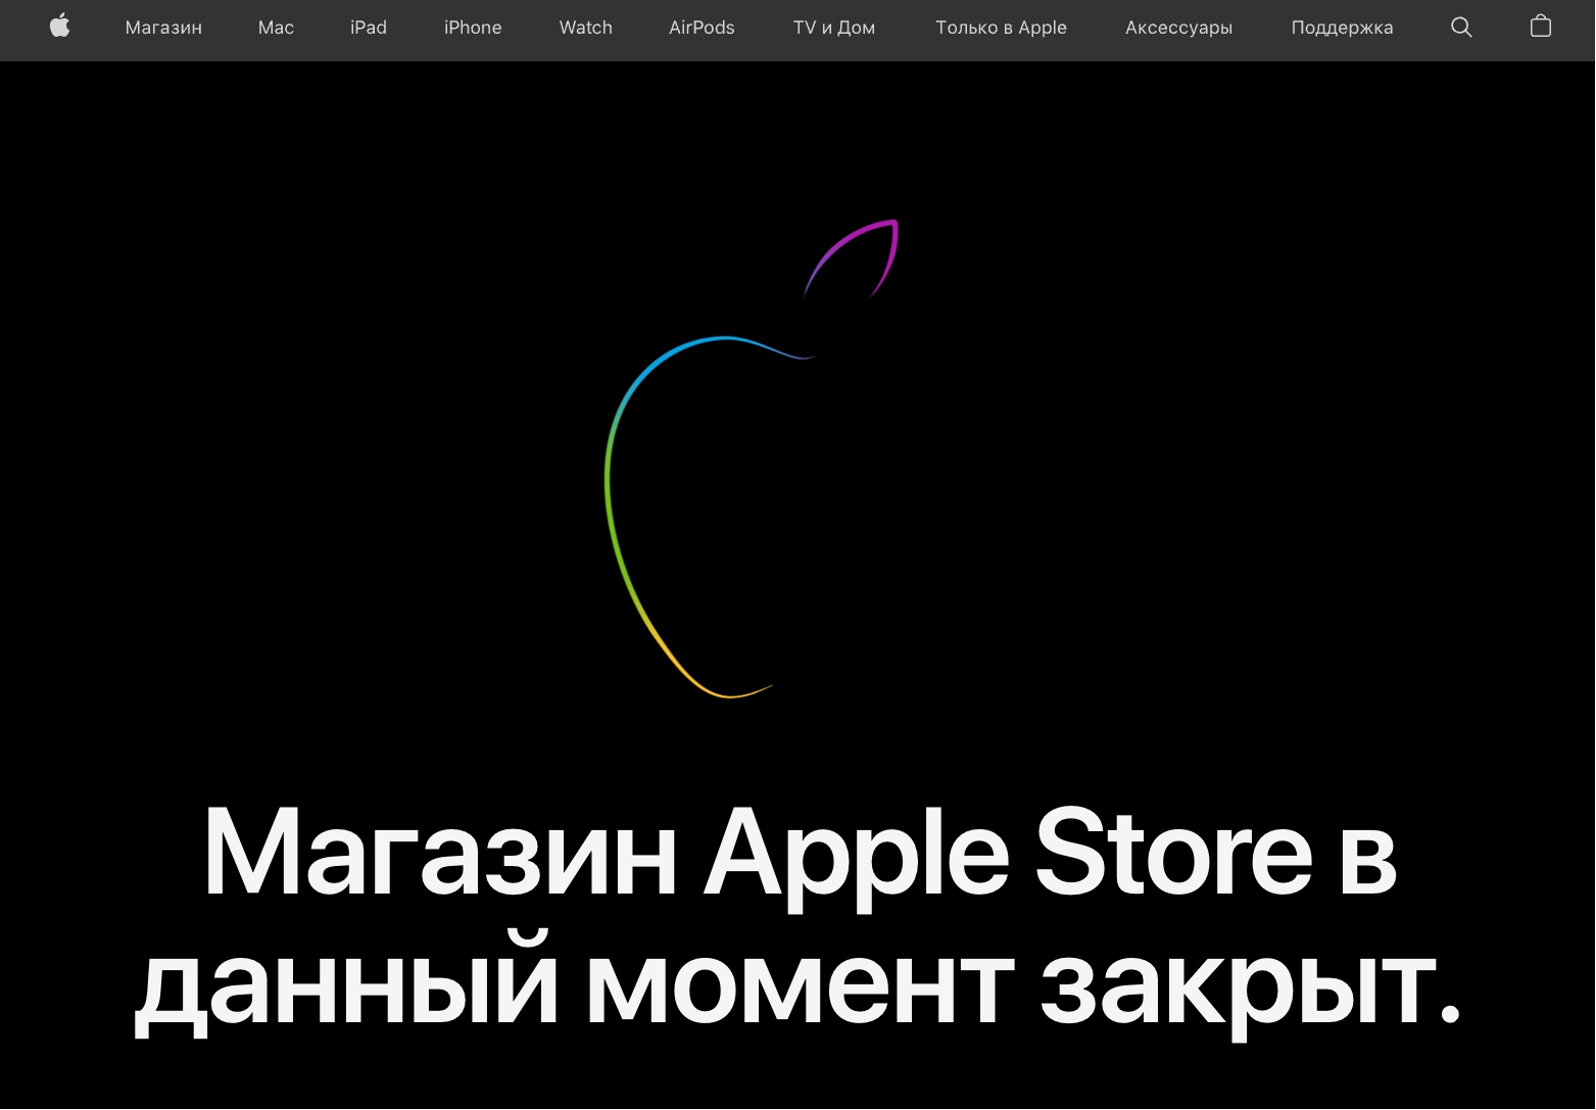 Магазин Mac iPad iPhone Watch AirPods TV и Дом Только в Apple Аксессуары Поддержка
Магазин Apple Store в
данный момент закрыт.